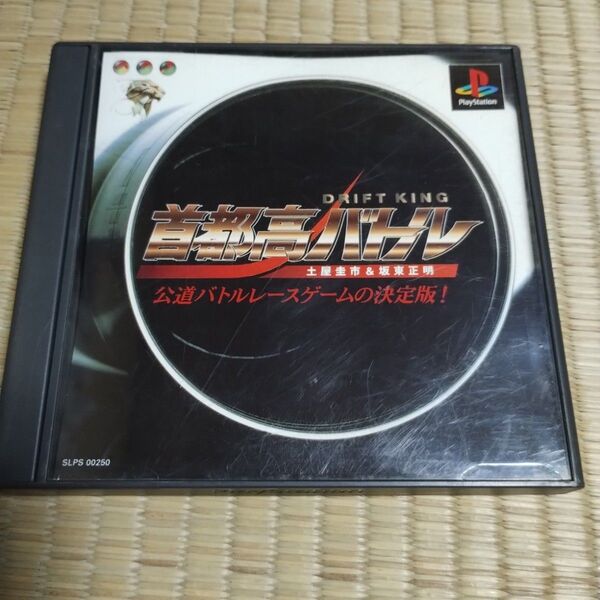 PlayStation
DRIFT KING
首都高バトル
土屋圭市&坂東正明
公道バトルレースゲームの決定版!
SLPS 00250